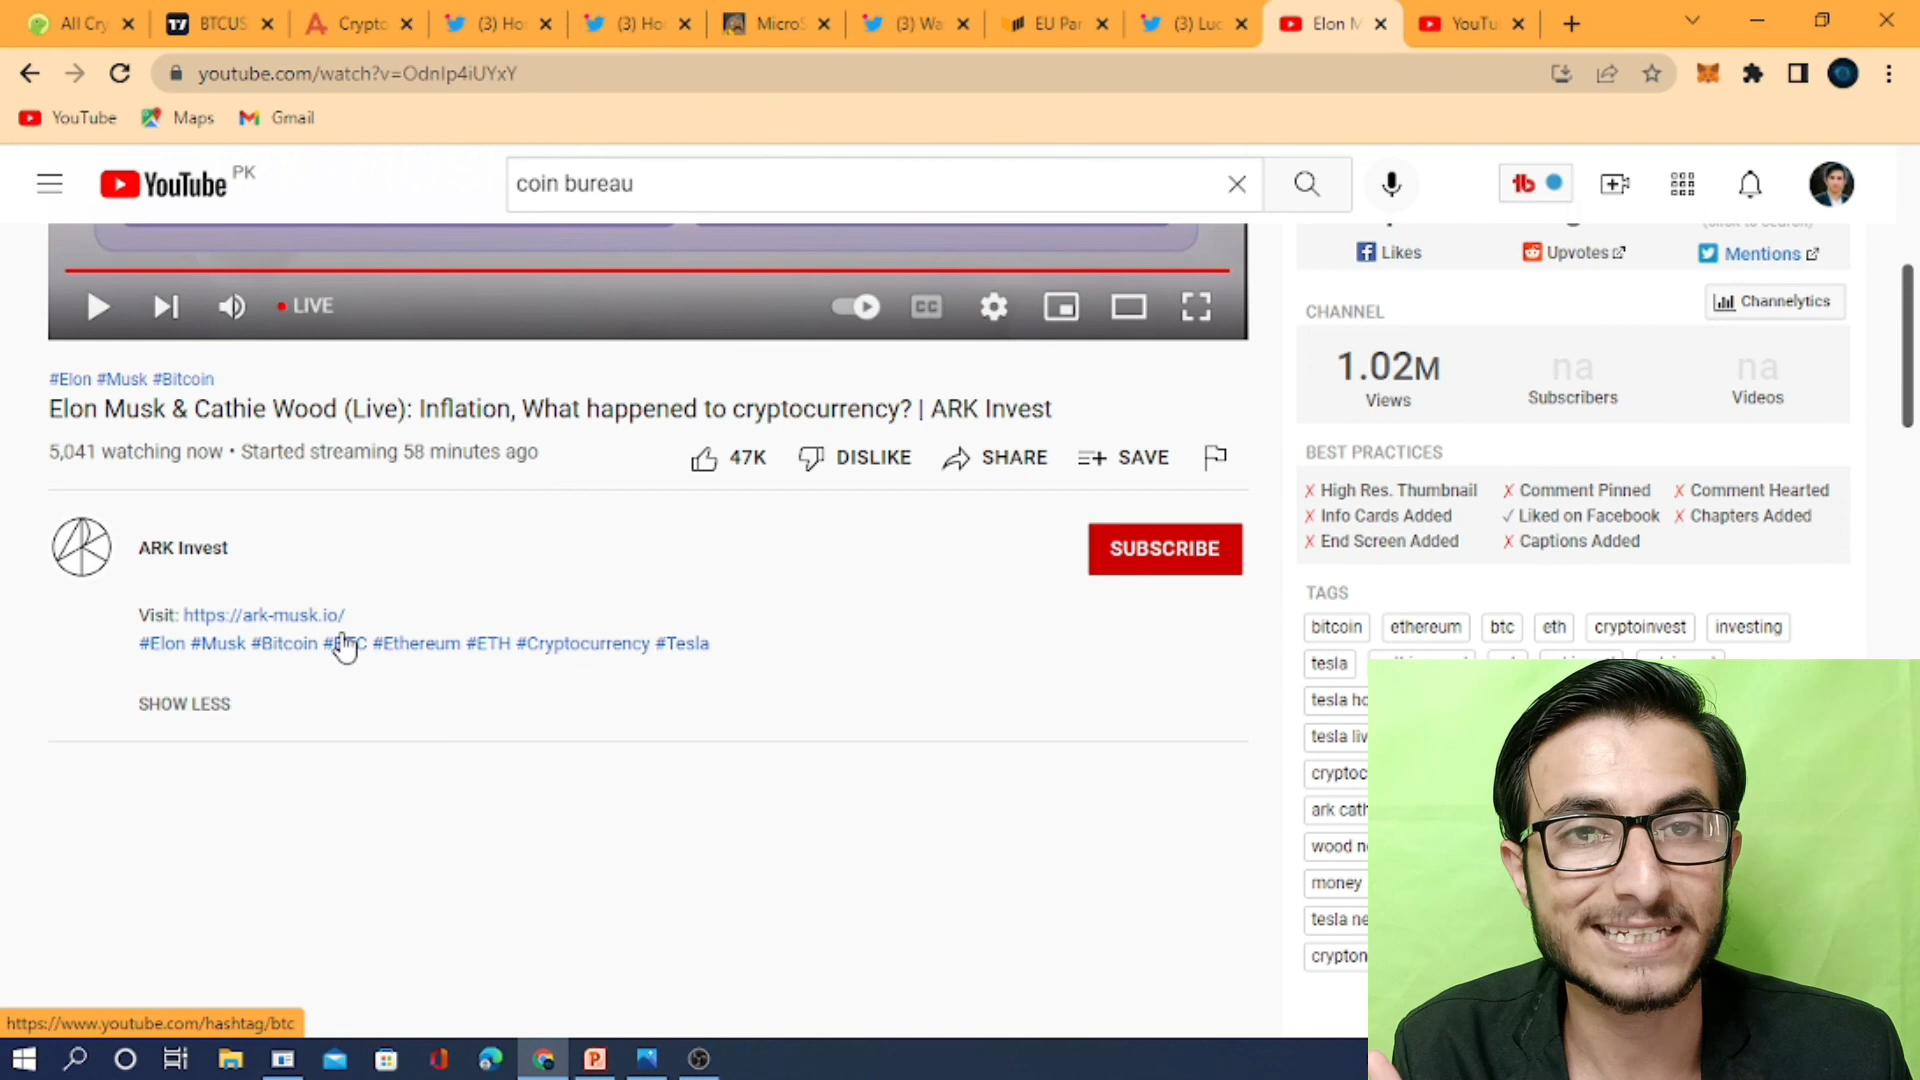 All Cry
BTCUS
Crypto
(3) Ho
(3) Ho
Micro
(3) Wa
EU Par
(3) Luc
Elon M
YouTu
youtube.com/watch?v=OdnIp4iUYxY
YouTube
Maps
Gmail
YouTube PK
coin bureau
Likes
Upvotes
Mentions
LIVE
CC
CHANNEL
Channelytics
1.02M
na
na
Views
Subscribers
Videos
#Elon #Musk #Bitcoin
Elon Musk & Cathie Wood (Live): Inflation, What happened to cryptocurrency? | ARK Invest
5,041 watching now • Started streaming 58 minutes ago
47K
DISLIKE
SHARE
SAVE
BEST PRACTICES
High Res. Thumbnail
Comment Pinned
Comment Hearted
Info Cards Added
Liked on Facebook
Chapters Added
End Screen Added
Captions Added
ARK Invest
SUBSCRIBE
Visit: https://ark-musk.io/
#Elon #Musk #Bitcoin #BTC #Ethereum #ETH #Cryptocurrency #Tesla
SHOW LESS
TAGS
bitcoin
ethereum
btc
eth
cryptoinvest
investing
tesla
tesla ho
tesla liv
cryptoc
ark cath
wood n
money
tesla ne
crypton
https://www.youtube.com/hashtag/btc